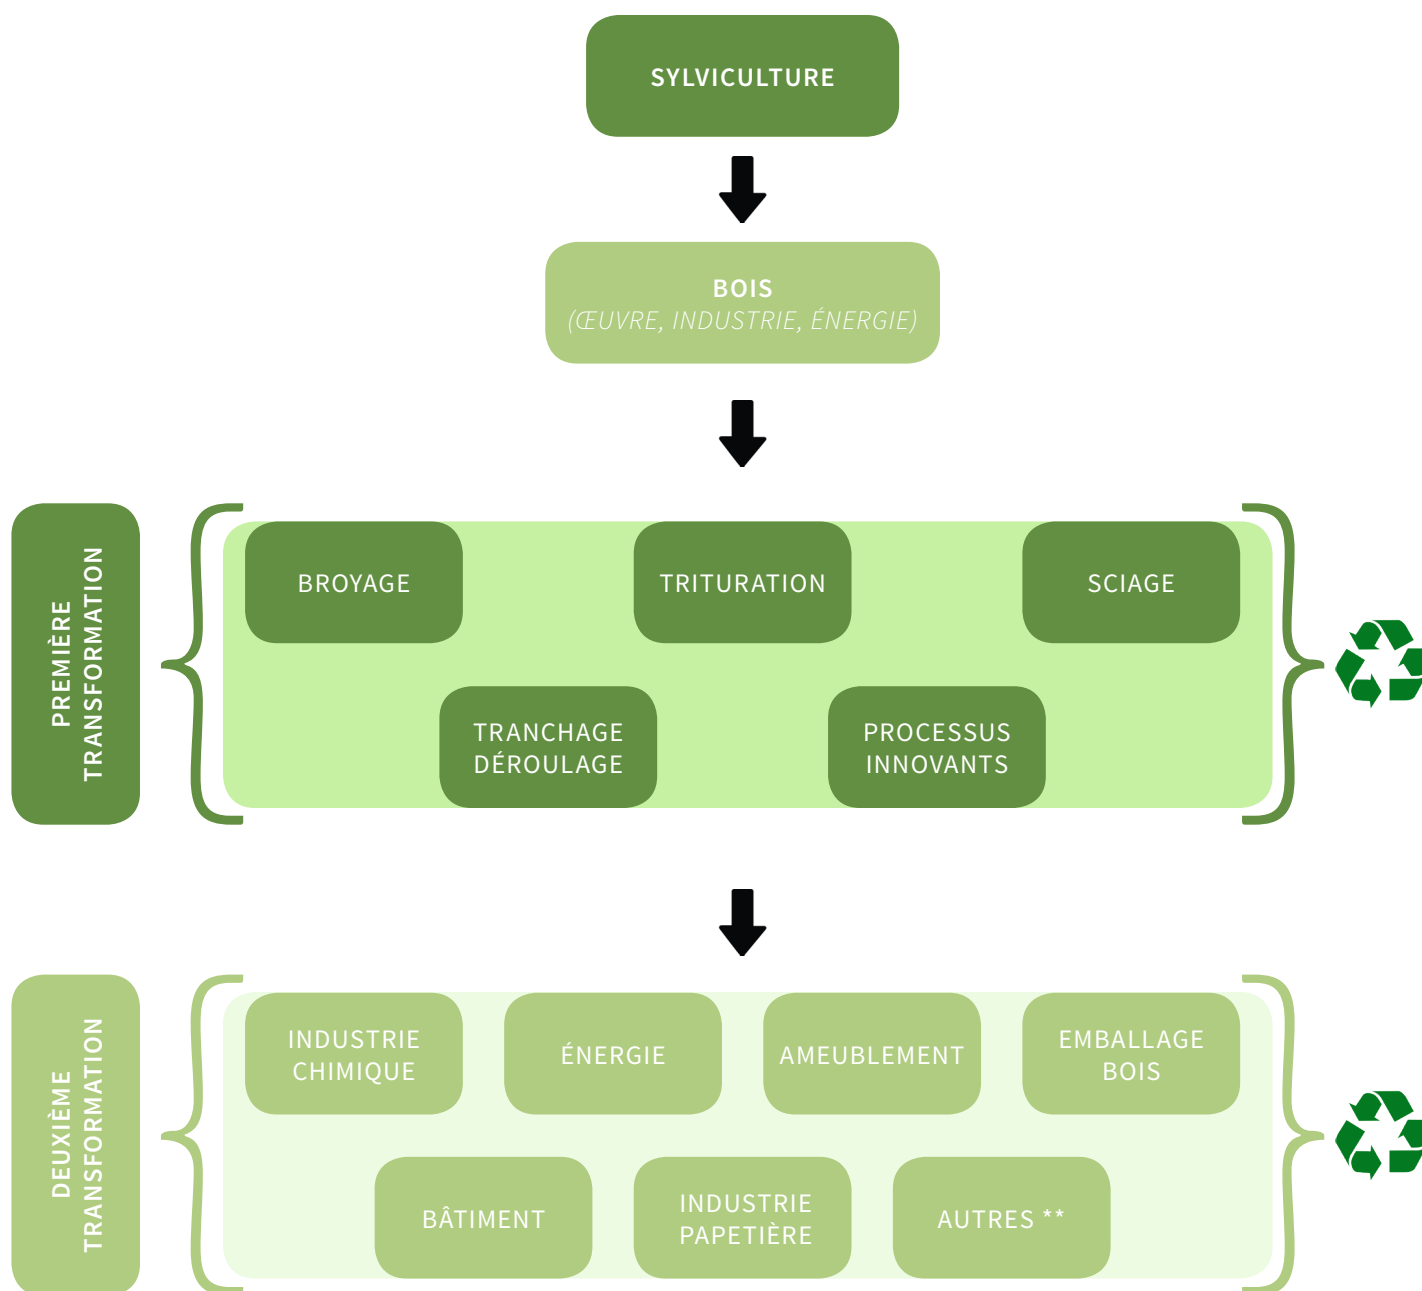 SYLVICULTURE
BOIS
(ŒUVRE, INDUSTRIE, ÉNERGIE)
PREMIÈRE
TRANSFORMATION
BROYAGE
TRITURATION
SCIAGE
TRANCHAGE
DÉROULAGE
PROCESSUS
INNOVANTS
DEUXIÈME
TRANSFORMATION
INDUSTRIE
CHIMIQUE
ÉNERGIE
AMEUBLEMENT
EMBALLAGE
BOIS
BÂTIMENT
INDUSTRIE
PAPETIÈRE
AUTRES **